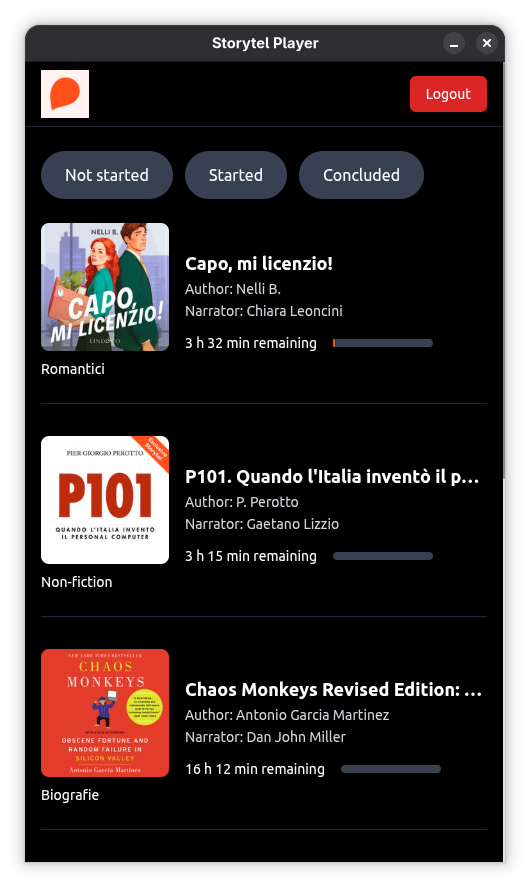 Storytel Player
Logout
Not started
Started
Concluded
NELLI B.
CAPO,
MI LICENZIO!
Capo, mi licenzio!
Author: Nelli B.
Narrator: Chiara Leoncini
3 h 32 min remaining
Romantici
Exclusive
Storytel
PIER GIORGIO PEROTTO
P101
QUANDO L'ITALIA INVENTÒ
IL PERSONAL COMPUTER
P101. Quando l'Italia inventò il p...
Author: P. Perotto
Narrator: Gaetano Lizzio
3 h 15 min remaining
Non-fiction
NEW YORK TIMES BESTSELLER
CHAOS
MONKEYS
OBSCENE FORTUNE AND
RANDOM FAILURE IN
SILICON VALLEY
Antonio García Martínez
Chaos Monkeys Revised Edition: ...
Author: Antonio Garcia Martinez
Narrator: Dan John Miller
16 h 12 min remaining
Biografie